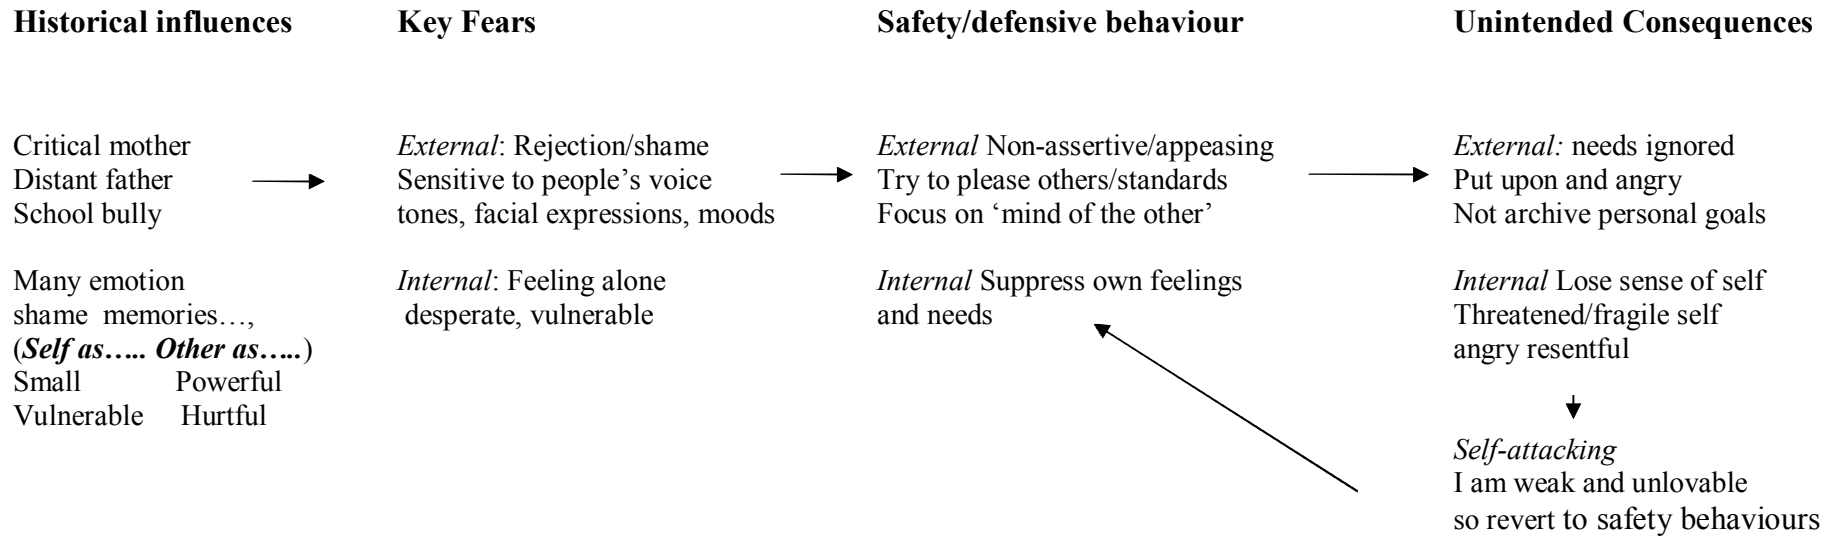 Historical influences
Key Fears
Safety/defensive behaviour
Unintended Consequences
Critical mother
Distant father
School bully
Many emotion
shame memories…,
(Self as….. Other as…..)
Small Powerful
Vulnerable Hurtful
External: Rejection/shame
Sensitive to people’s voice
tones, facial expressions, moods
Internal: Feeling alone
desperate, vulnerable
External Non-assertive/appeasing
Try to please others/standards
Focus on ‘mind of the other’
Internal Suppress own feelings
and needs
External: needs ignored
Put upon and angry
Not archive personal goals
Internal Lose sense of self
Threatened/fragile self
angry resentful
Self-attacking
I am weak and unlovable
so revert to safety behaviours